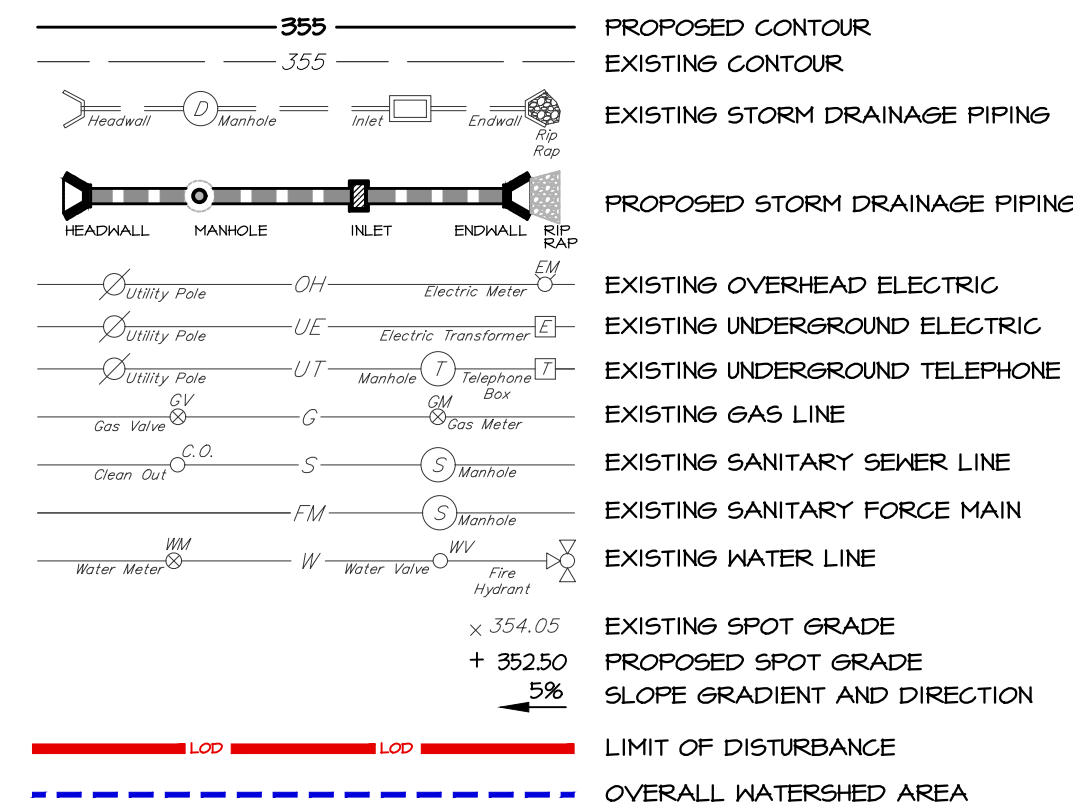 355 PROPOSED CONTOUR
355 EXISTING CONTOUR
D EXISTING STORM DRAINAGE PIPING
Headwall Manhole Inlet Endwall
Rip
Rap
PROPOSED STORM DRAINAGE PIPING
HEADWALL MANHOLE INLET ENDWALL RIP
RAP
EM
OH EXISTING OVERHEAD ELECTRIC
Utility Pole Electric Meter
UE E EXISTING UNDERGROUND ELECTRIC
Utility Pole Electric Transformer
UT T T EXISTING UNDERGROUND TELEPHONE
Utility Pole Manhole Telephone
Box
GV GM
G EXISTING GAS LINE
Gas Valve Gas Meter
C.O.
S S EXISTING SANITARY SEWER LINE
Clean Out Manhole
FM S EXISTING SANITARY FORCE MAIN
Manhole
WM WV
W EXISTING WATER LINE
Water Meter Water Valve Fire
Hydrant
× 354.05 EXISTING SPOT GRADE
+ 352.50 PROPOSED SPOT GRADE
5% SLOPE GRADIENT AND DIRECTION
LOD LOD LIMIT OF DISTURBANCE
OVERALL WATERSHED AREA